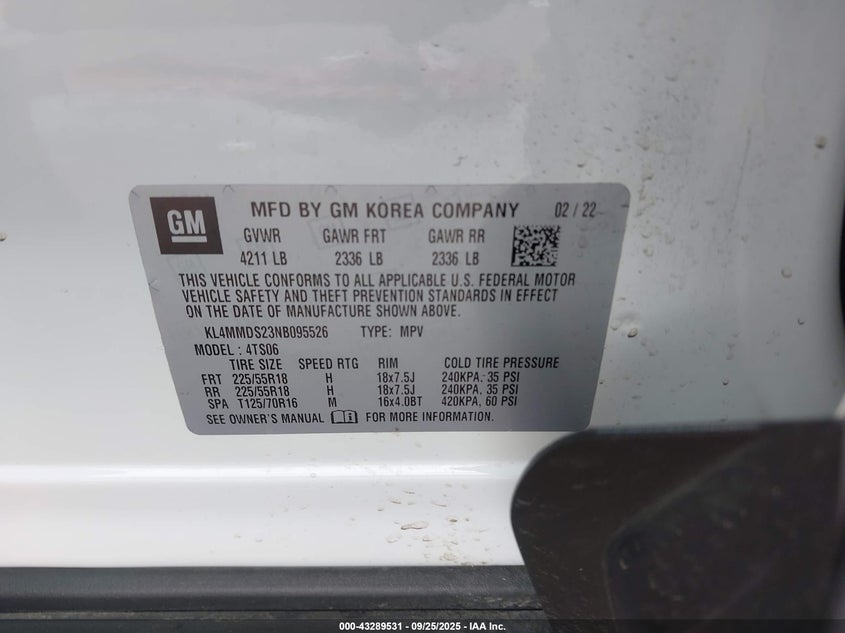 GM MFD BY GM KOREA COMPANY 02 / 22
GVWR GAWR FRT GAWR RR
4211 LB 2336 LB 2336 LB
THIS VEHICLE CONFORMS TO ALL APPLICABLE U.S. FEDERAL MOTOR
VEHICLE SAFETY AND THEFT PREVENTION STANDARDS IN EFFECT
ON THE DATE OF MANUFACTURE SHOWN ABOVE.
KL4MMDS23NB095526 TYPE: MPV
MODEL : 4TS06
TIRE SIZE SPEED RTG RIM COLD TIRE PRESSURE
FRT 225/55R18 H 18x7.5J 240KPA, 35 PSI
RR 225/55R18 H 18x7.5J 240KPA, 35 PSI
SPA T125/70R16 M 16x4.0BT 420KPA, 60 PSI
SEE OWNER'S MANUAL FOR MORE INFORMATION.
000-43289531 - 09/25/2025 - IAA Inc.